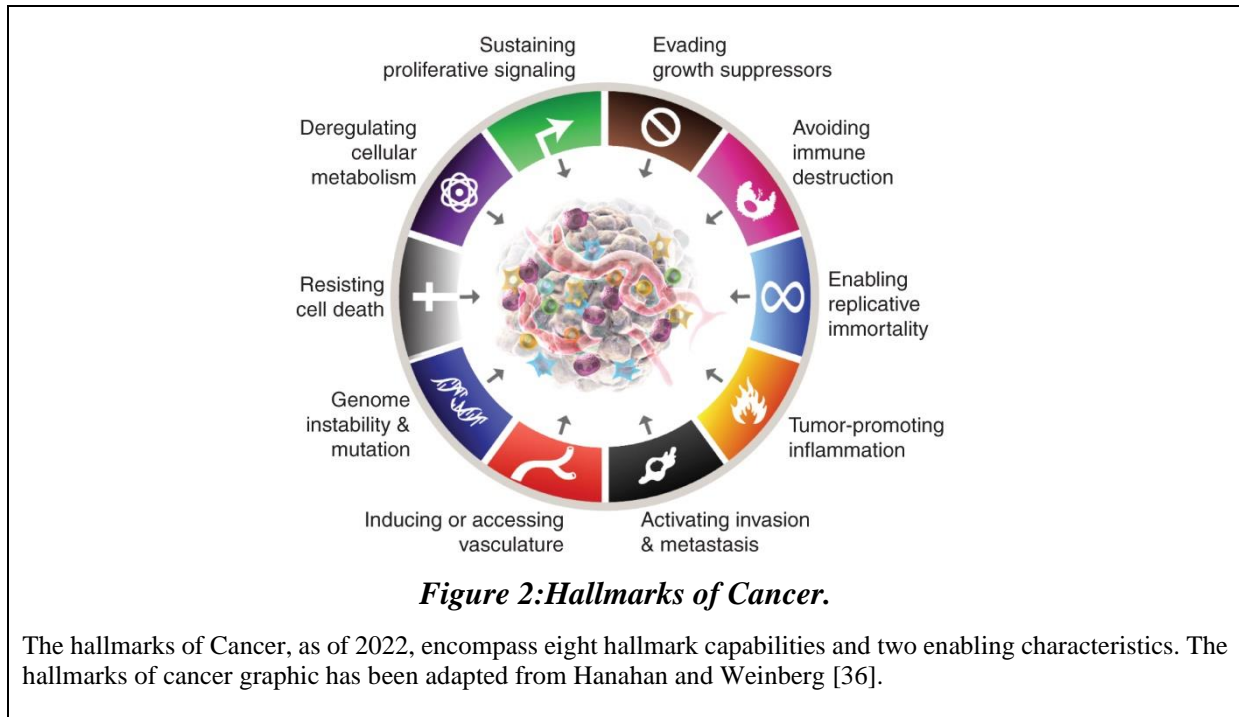 Sustaining
proliferative signaling
Evading
growth suppressors
Deregulating
cellular
metabolism
Avoiding
immune
destruction
Resisting
cell death
Enabling
replicative
immortality
Genome
instability &
mutation
Tumor-promoting
inflammation
Inducing or accessing
vasculature
Activating invasion
& metastasis
Figure 2:Hallmarks of Cancer.
The hallmarks of Cancer, as of 2022, encompass eight hallmark capabilities and two enabling characteristics. The
hallmarks of cancer graphic has been adapted from Hanahan and Weinberg [36].